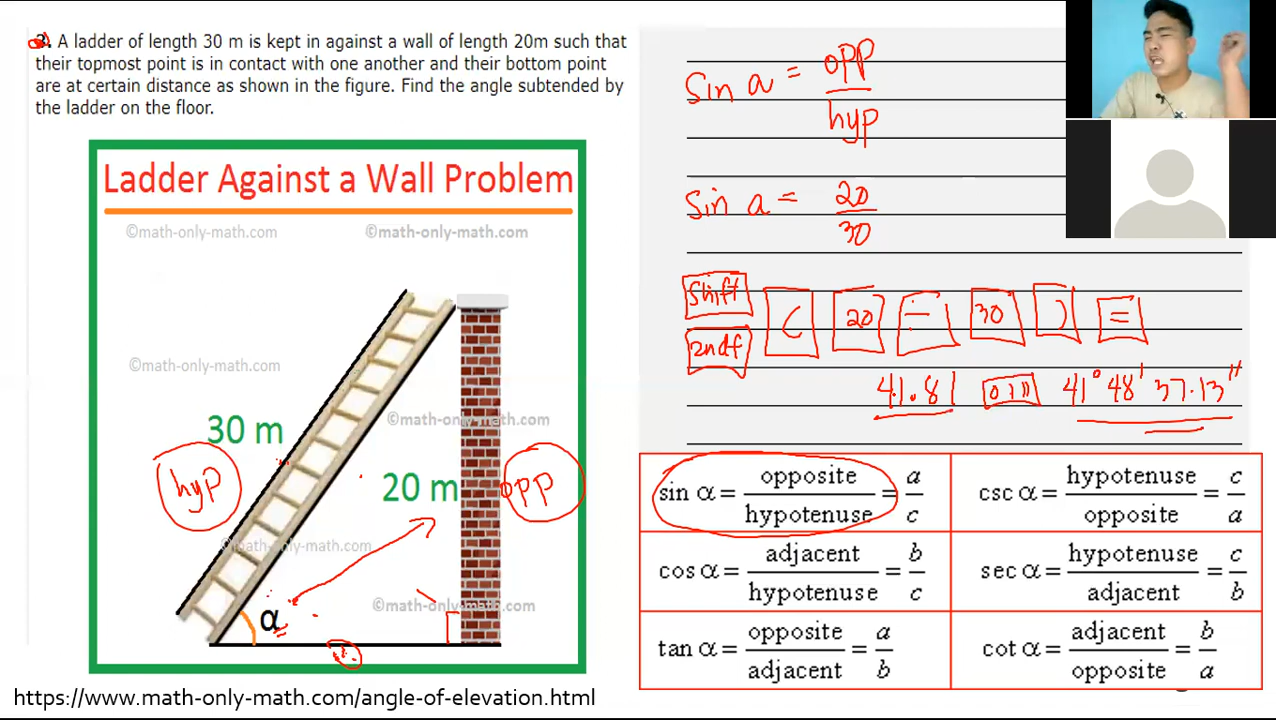 3. A ladder of length 30 m is kept in against a wall of length 20m such that
their topmost point is in contact with one another and their bottom point
are at certain distance as shown in the figure. Find the angle subtended by
the ladder on the floor.
Ladder Against a Wall Problem
©math-only-math.com ©math-only-math.com
©math-only-math.com
©math-only-math.com
30 m
hyp
20 m
opp
©math-only-math.com
©math-only-math.com
α
https://www.math-only-math.com/angle-of-elevation.html
Sin a = opp
hyp
Sin a = 20
30
Shift
2ndf
( 20 ÷ 30 ) =
41.81 41° 48' 37.13"
sin α = opposite / hypotenuse = a / c
csc α = hypotenuse / opposite = c / a
cos α = adjacent / hypotenuse = b / c
sec α = hypotenuse / adjacent = c / b
tan α = opposite / adjacent = a / b
cot α = adjacent / opposite = b / a